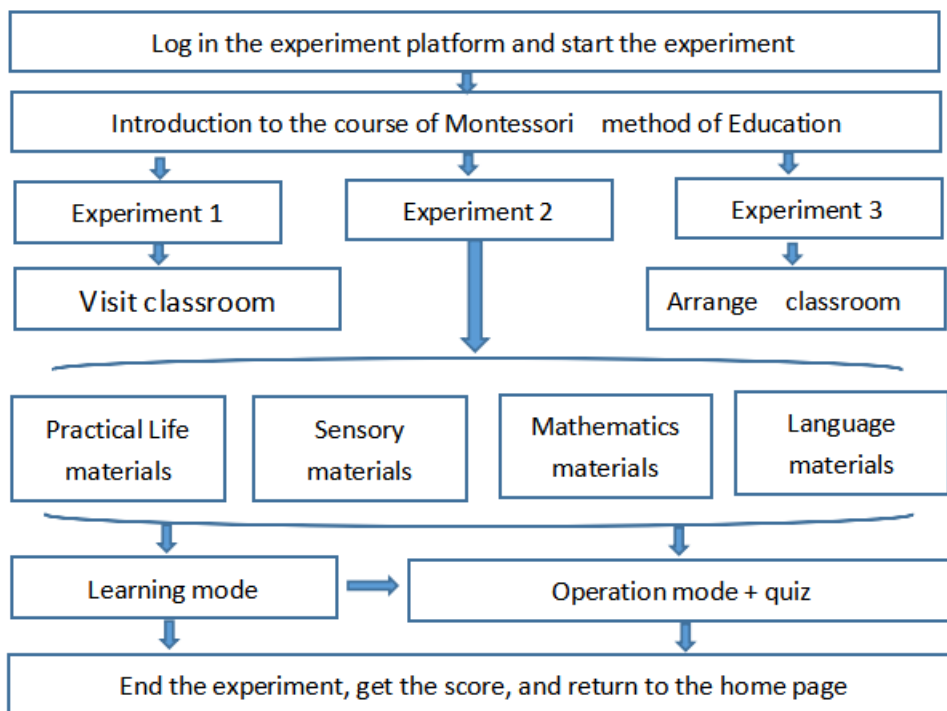 Log in the experiment platform and start the experiment
Introduction to the course of Montessori method of Education
Experiment 1
Experiment 2
Experiment 3
Visit classroom
Arrange classroom
Practical Life
materials
Sensory
materials
Mathematics
materials
Language
materials
Learning mode
Operation mode + quiz
End the experiment, get the score, and return to the home page